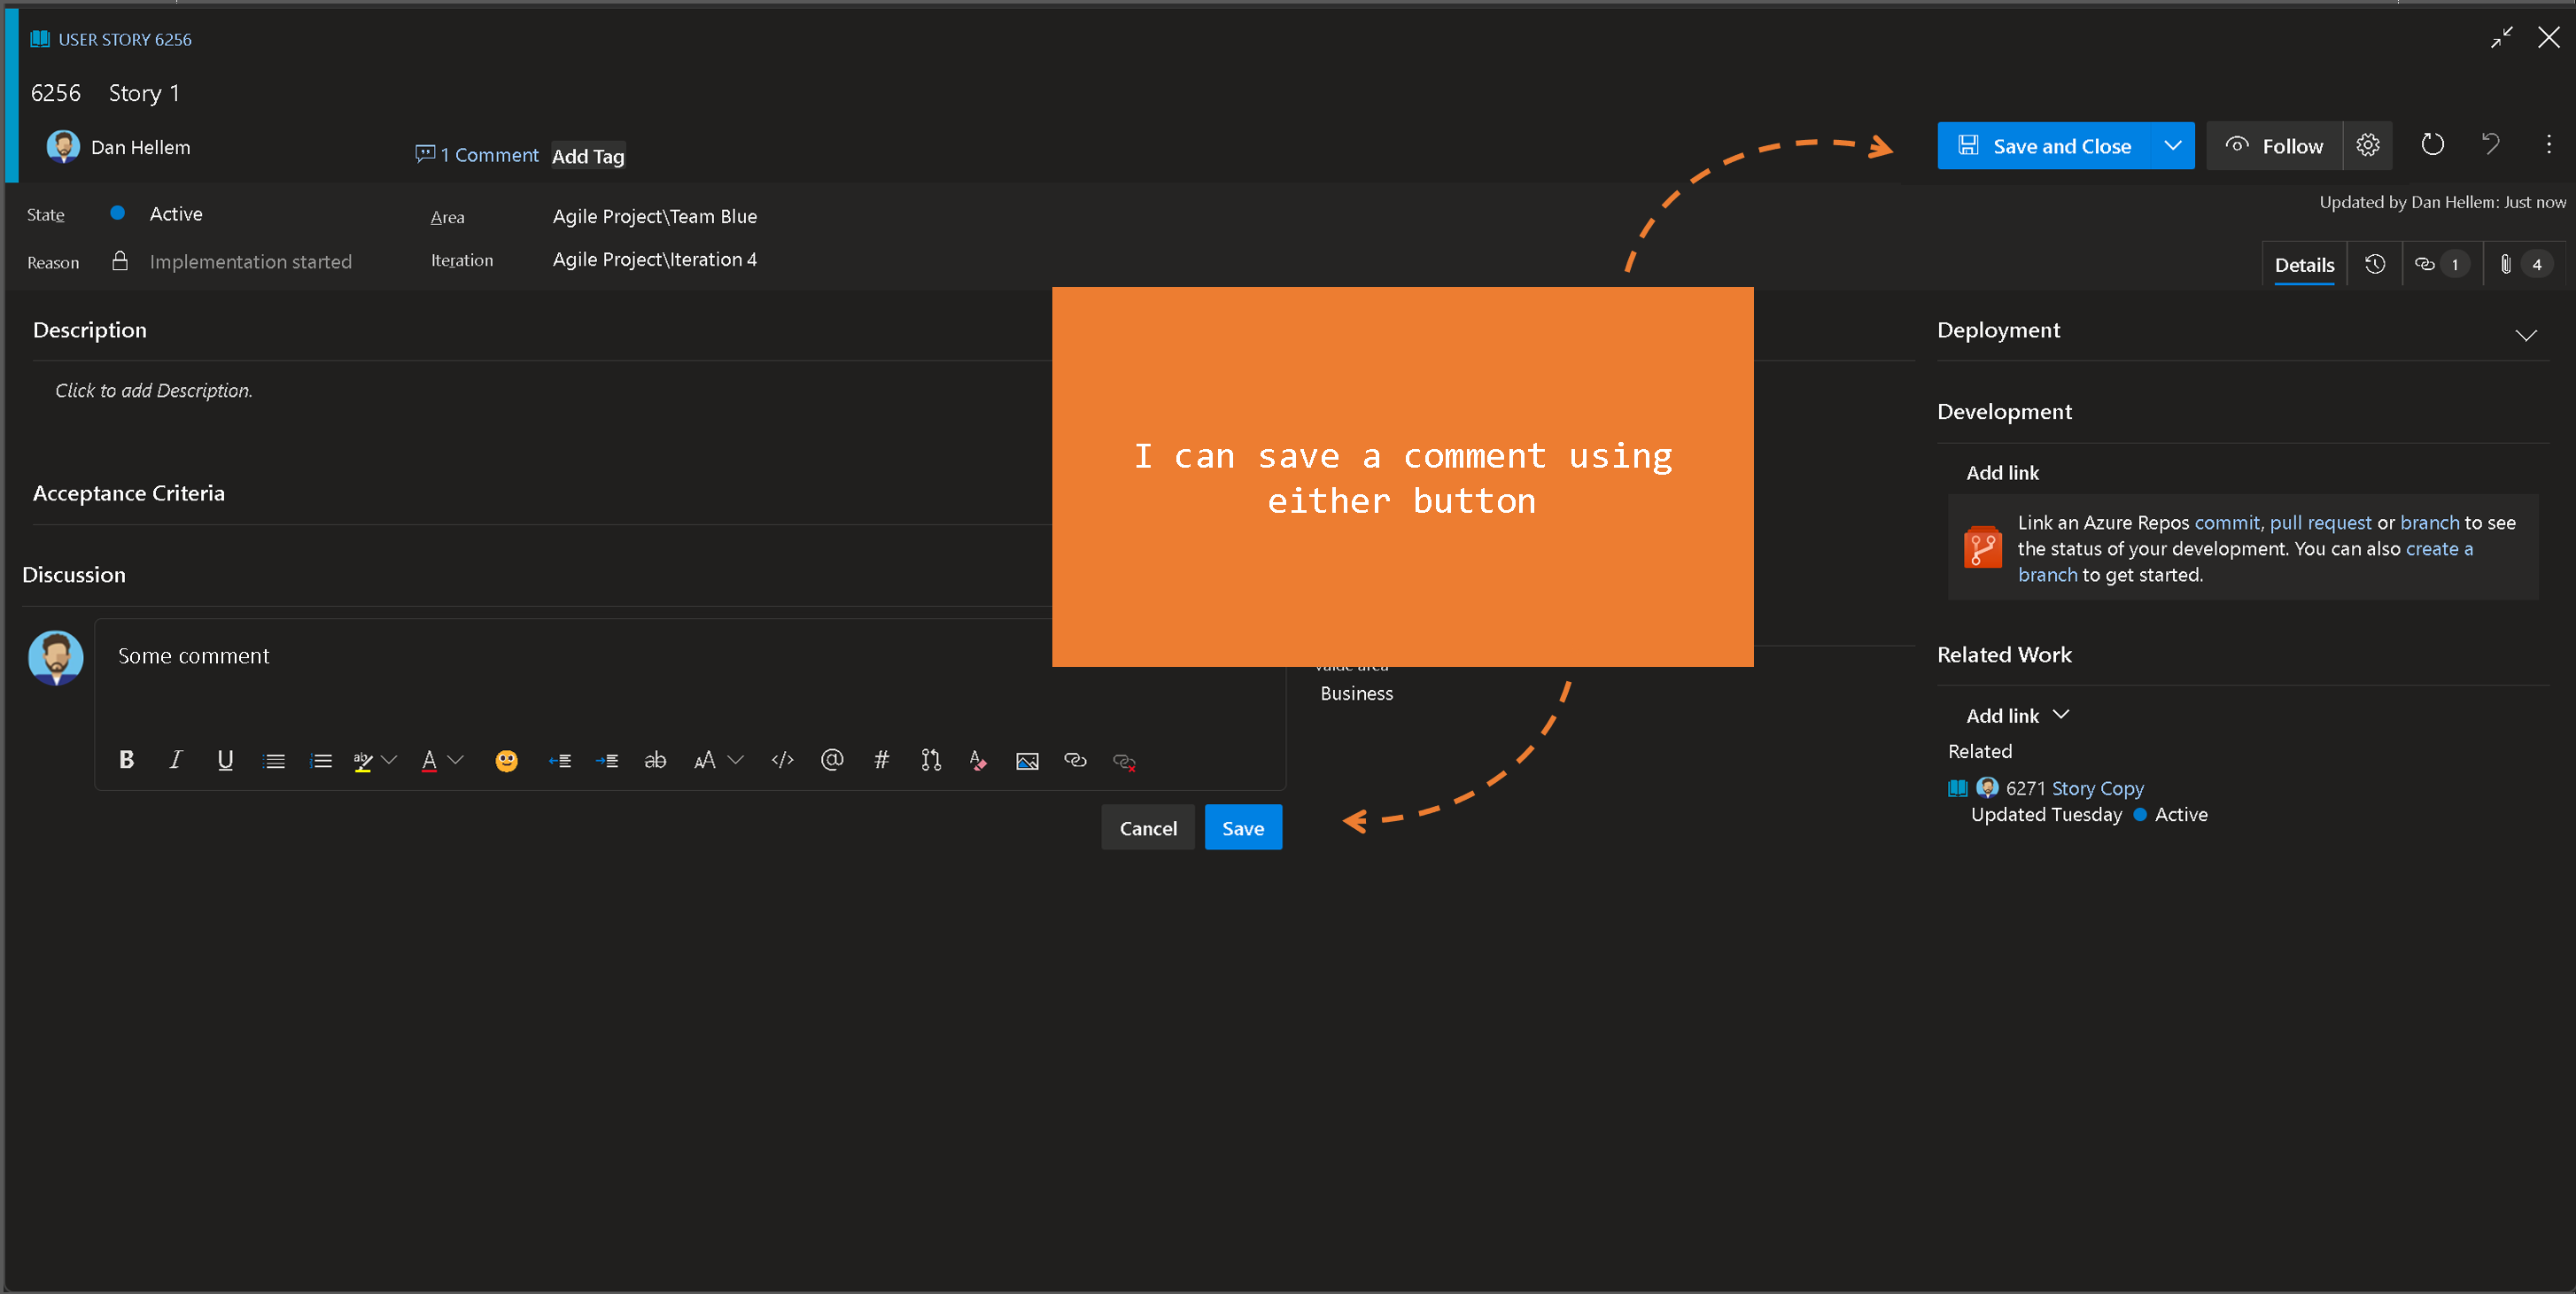 USER STORY 6256
6256 Story 1
Dan Hellem
1 Comment Add Tag
Save and Close
Follow
State Active
Area Agile Project\Team Blue
Updated by Dan Hellem: Just now
Reason Implementation started
Iteration Agile Project\Iteration 4
Details
1
4
Description
Click to add Description.
Acceptance Criteria
Discussion
Some comment
Cancel Save
I can save a comment using
either button
Value area
Business
Deployment
Development
Add link
Link an Azure Repos commit, pull request or branch to see
the status of your development. You can also create a
branch to get started.
Related Work
Add link
Related
6271 Story Copy
Updated Tuesday Active